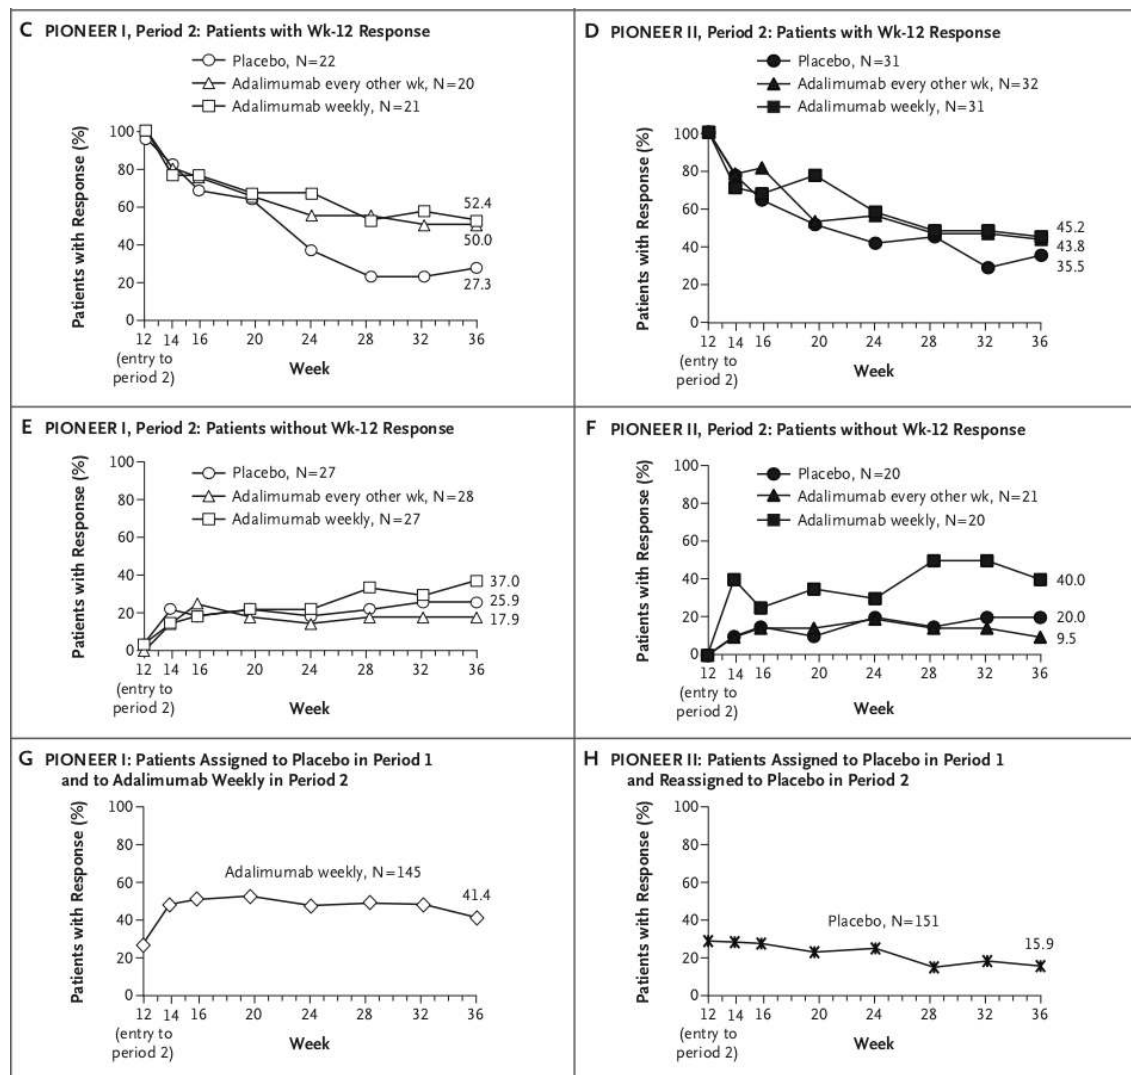 C PIONEER I, Period 2: Patients with Wk-12 Response
Placebo, N=22
Adalimumab every other wk, N=20
Adalimumab weekly, N=21
Patients with Response (%)
100
80
60
40
20
0
52.4
50.0
27.3
12 14 16 20 24 28 32 36
(entry to
period 2)
Week
D PIONEER II, Period 2: Patients with Wk-12 Response
Placebo, N=31
Adalimumab every other wk, N=32
Adalimumab weekly, N=31
Patients with Response (%)
100
80
60
40
20
0
45.2
43.8
35.5
12 14 16 20 24 28 32 36
(entry to
period 2)
Week
E PIONEER I, Period 2: Patients without Wk-12 Response
Placebo, N=27
Adalimumab every other wk, N=28
Adalimumab weekly, N=27
Patients with Response (%)
100
80
60
40
20
0
37.0
25.9
17.9
12 14 16 20 24 28 32 36
(entry to
period 2)
Week
F PIONEER II, Period 2: Patients without Wk-12 Response
Placebo, N=20
Adalimumab every other wk, N=21
Adalimumab weekly, N=20
Patients with Response (%)
100
80
60
40
20
0
40.0
20.0
9.5
12 14 16 20 24 28 32 36
(entry to
period 2)
Week
G PIONEER I: Patients Assigned to Placebo in Period 1
and to Adalimumab Weekly in Period 2
Patients with Response (%)
100
80
60
40
20
0
Adalimumab weekly, N=145
41.4
12 14 16 20 24 28 32 36
(entry to
period 2)
Week
H PIONEER II: Patients Assigned to Placebo in Period 1
and Reassigned to Placebo in Period 2
Patients with Response (%)
100
80
60
40
20
0
Placebo, N=151
15.9
12 14 16 20 24 28 32 36
(entry to
period 2)
Week